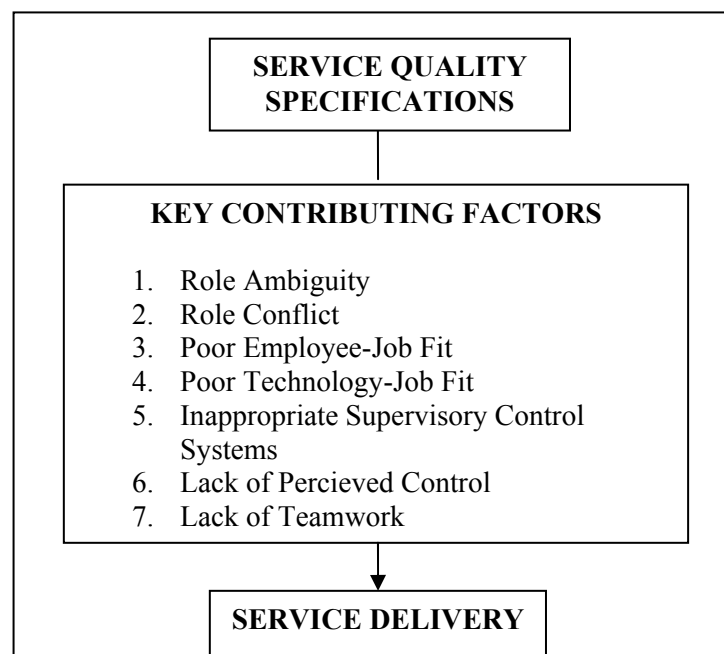 SERVICE QUALITY
SPECIFICATIONS
KEY CONTRIBUTING FACTORS
1. Role Ambiguity
2. Role Conflict
3. Poor Employee-Job Fit
4. Poor Technology-Job Fit
5. Inappropriate Supervisory Control
Systems
6. Lack of Percieved Control
7. Lack of Teamwork
SERVICE DELIVERY